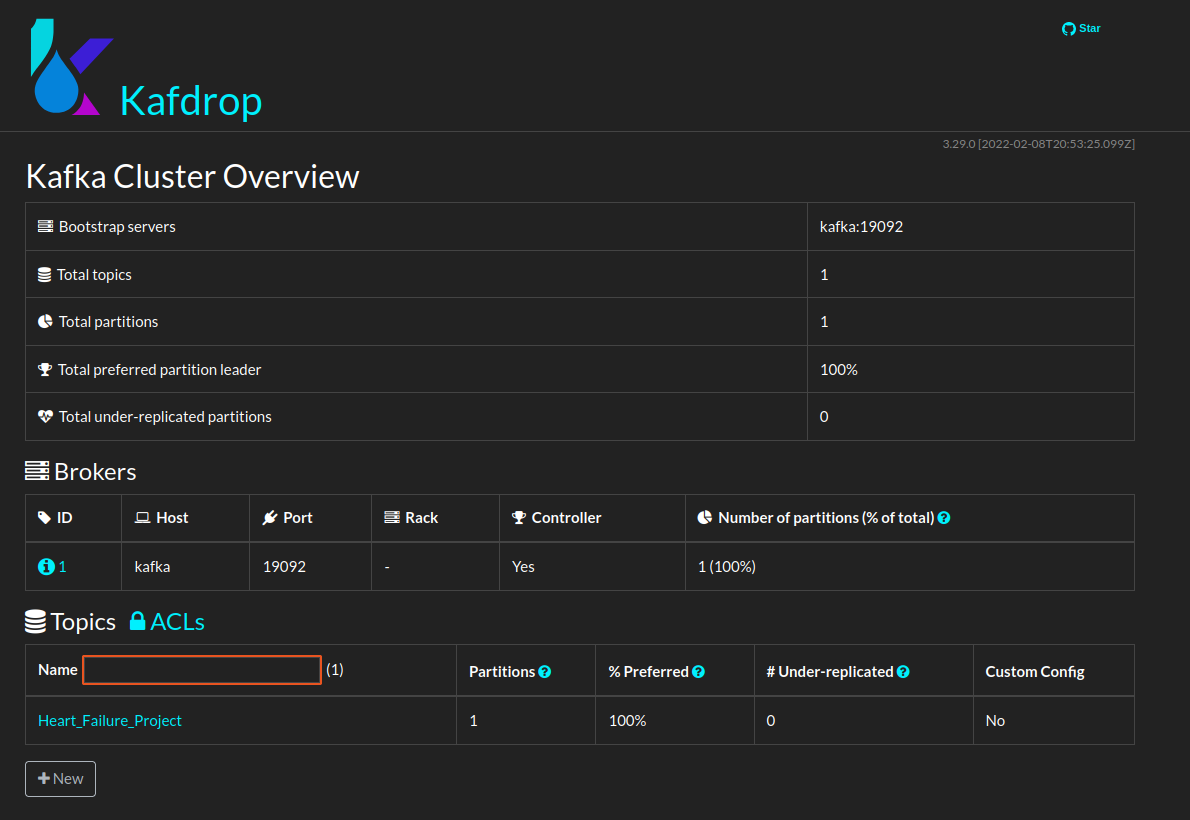 Star
Kafdrop
3.29.0 [2022-02-08T20:53:25.099Z]
Kafka Cluster Overview
Bootstrap servers kafka:19092
Total topics 1
Total partitions 1
Total preferred partition leader 100%
Total under-replicated partitions 0
Brokers
ID Host Port Rack Controller Number of partitions (% of total)
1 kafka 19092 - Yes 1 (100%)
Topics ACLs
Name (1) Partitions % Preferred # Under-replicated Custom Config
Heart_Failure_Project 1 100% 0 No
New